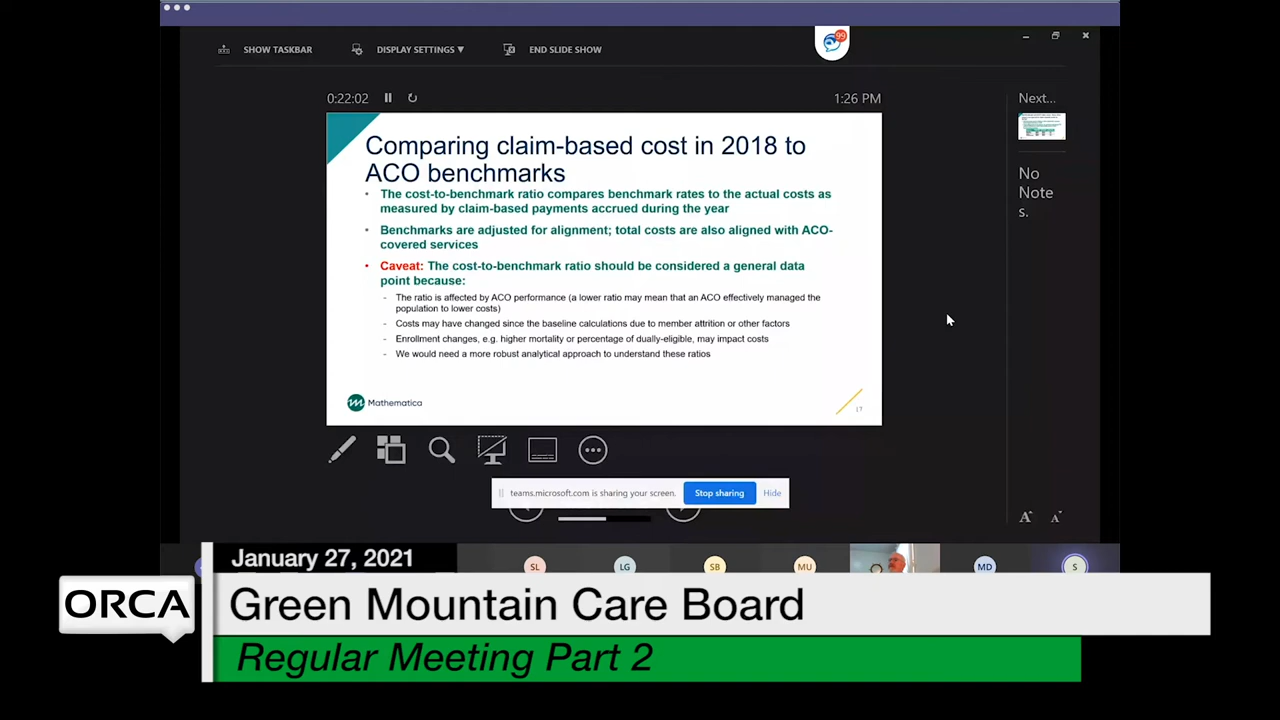 SHOW TASKBAR
DISPLAY SETTINGS ▼
END SLIDE SHOW
99
0:22:02
1:26 PM
Next...
Comparing claim-based cost in 2018 to
ACO benchmarks
• The cost-to-benchmark ratio compares benchmark rates to the actual costs as
measured by claim-based payments accrued during the year
• Benchmarks are adjusted for alignment; total costs are also aligned with ACO-
covered services
• Caveat: The cost-to-benchmark ratio should be considered a general data
point because:
- The ratio is affected by ACO performance (a lower ratio may mean that an ACO effectively managed the
population to lower costs)
- Costs may have changed since the baseline calculations due to member attrition or other factors
- Enrollment changes, e.g. higher mortality or percentage of dually-eligible, may impact costs
- We would need a more robust analytical approach to understand these ratios
Mathematica
17
No
Note
s.
teams.microsoft.com is sharing your screen.
Stop sharing
Hide
A
A
SL
LG
SB
MU
MD
S
January 27, 2021
ORCA
Green Mountain Care Board
Regular Meeting Part 2